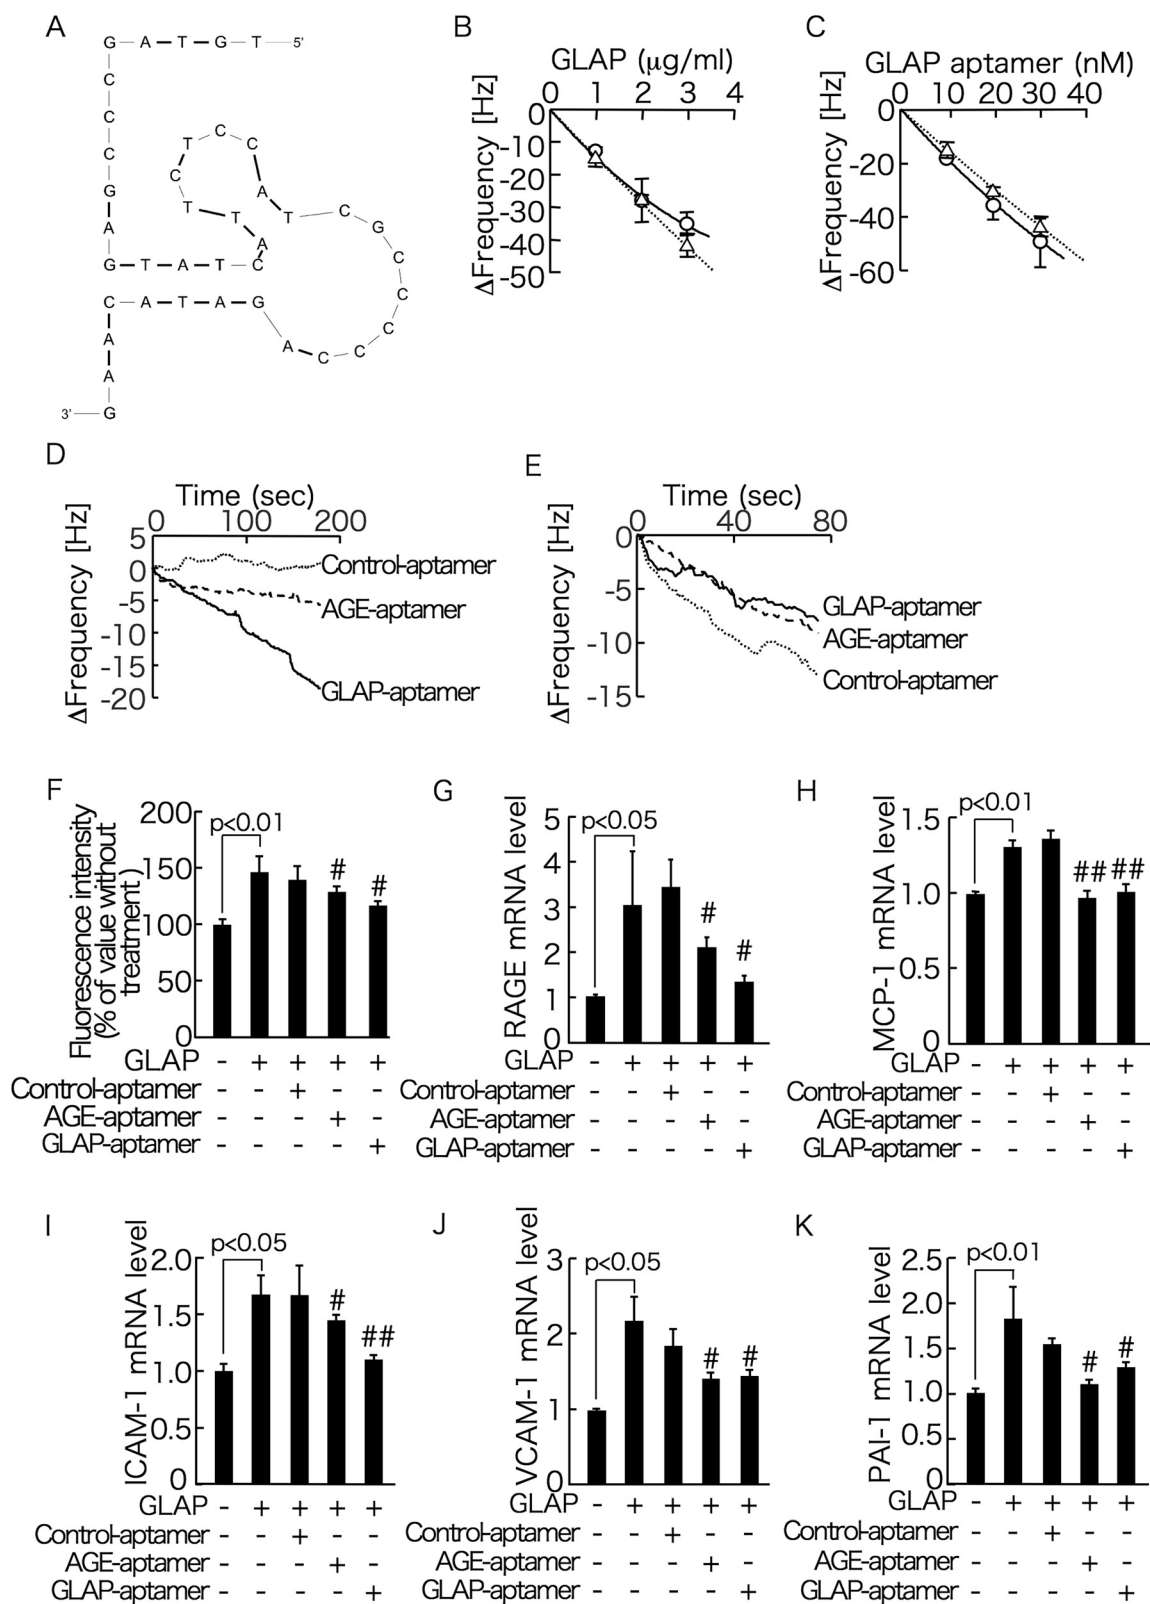 A
G A T G T 5'
C
C
C
C
G
A
G T A T C
A
T
T
C
T
C
C
A
T
C
G
C
C
C
C
C
A
G
A T A C
A
A
3' G
B
GLAP (μg/ml)
0 1 2 3 4
ΔFrequency [Hz]
0
-10
-20
-30
-40
-50
C
GLAP aptamer (nM)
0 10 20 30 40
ΔFrequency [Hz]
0
-20
-40
-60
D
Time (sec)
0 100 200
ΔFrequency [Hz]
5
0
-5
-10
-15
-20
Control-aptamer
AGE-aptamer
GLAP-aptamer
E
Time (sec)
0 40 80
ΔFrequency [Hz]
0
-5
-10
-15
GLAP-aptamer
AGE-aptamer
Control-aptamer
F
Fluorescence intensity
(% of value without
treatment)
200
150
100
50
0
p<0.01
# #
GLAP - + + + +
Control-aptamer - - + - -
AGE-aptamer - - - + -
GLAP-aptamer - - - - +
G
RAGE mRNA level
5
4
3
2
1
0
p<0.05
# #
GLAP - + + + +
Control-aptamer - - + - -
AGE-aptamer - - - + -
GLAP-aptamer - - - - +
H
MCP-1 mRNA level
1.5
1.0
0.5
0
p<0.01
## ##
GLAP - + + + +
Control-aptamer - - + - -
AGE-aptamer - - - + -
GLAP-aptamer - - - - +
I
ICAM-1 mRNA level
2.0
1.5
1.0
0.5
0
p<0.05
# ##
GLAP - + + + +
Control-aptamer - - + - -
AGE-aptamer - - - + -
GLAP-aptamer - - - - +
J
VCAM-1 mRNA level
3
2
1
0
p<0.05
# #
GLAP - + + + +
Control-aptamer - - + - -
AGE-aptamer - - - + -
GLAP-aptamer - - - - +
K
PAI-1 mRNA level
2.5
2.0
1.5
1.0
0.5
0
p<0.01
# #
GLAP - + + + +
Control-aptamer - - + - -
AGE-aptamer - - - + -
GLAP-aptamer - - - - +